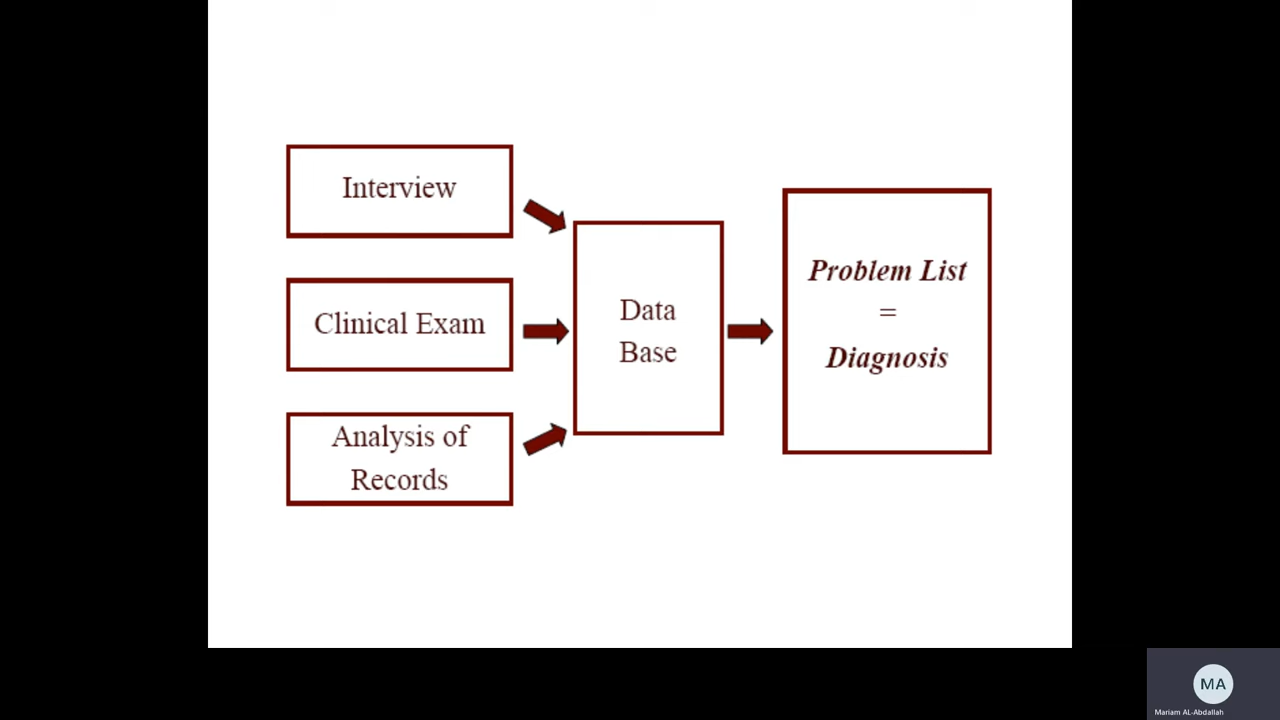 Interview
Clinical Exam
Analysis of
Records
Data
Base
Problem List
=
Diagnosis
MA
Mariam AL-Abdallah